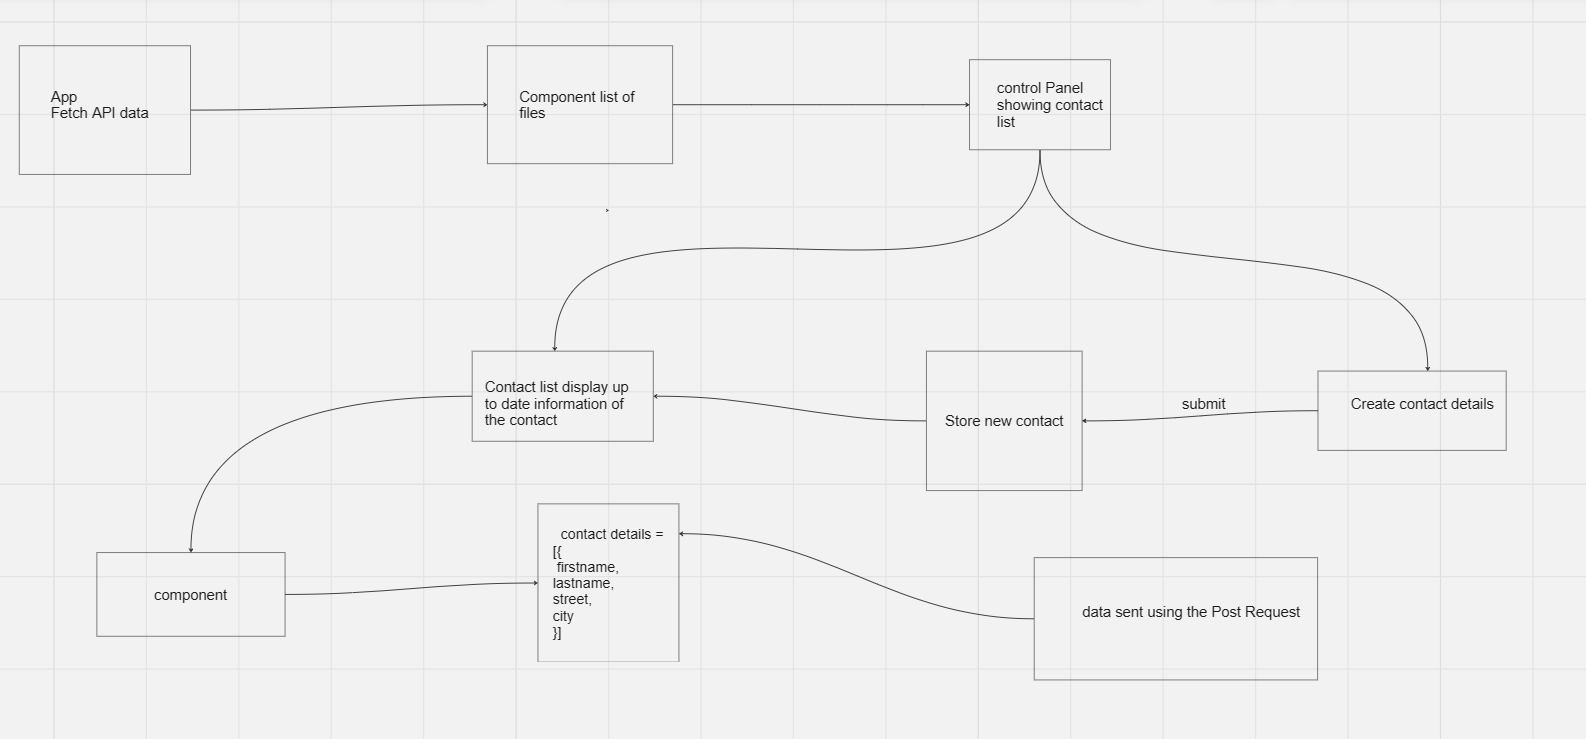 App
Fetch API data
Component list of
files
control Panel
showing contact
list
Contact list display up
to date information of
the contact
Store new contact
submit
Create contact details
component
contact details =
[{
firstname,
lastname,
street,
city
}]
data sent using the Post Request